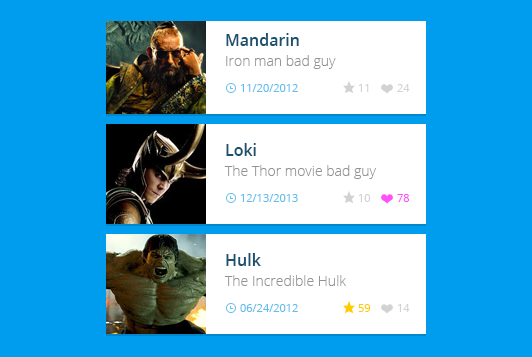 Mandarin
Iron man bad guy
11/20/2012 11 24
Loki
The Thor movie bad guy
12/13/2013 10 78
Hulk
The Incredible Hulk
06/24/2012 59 14